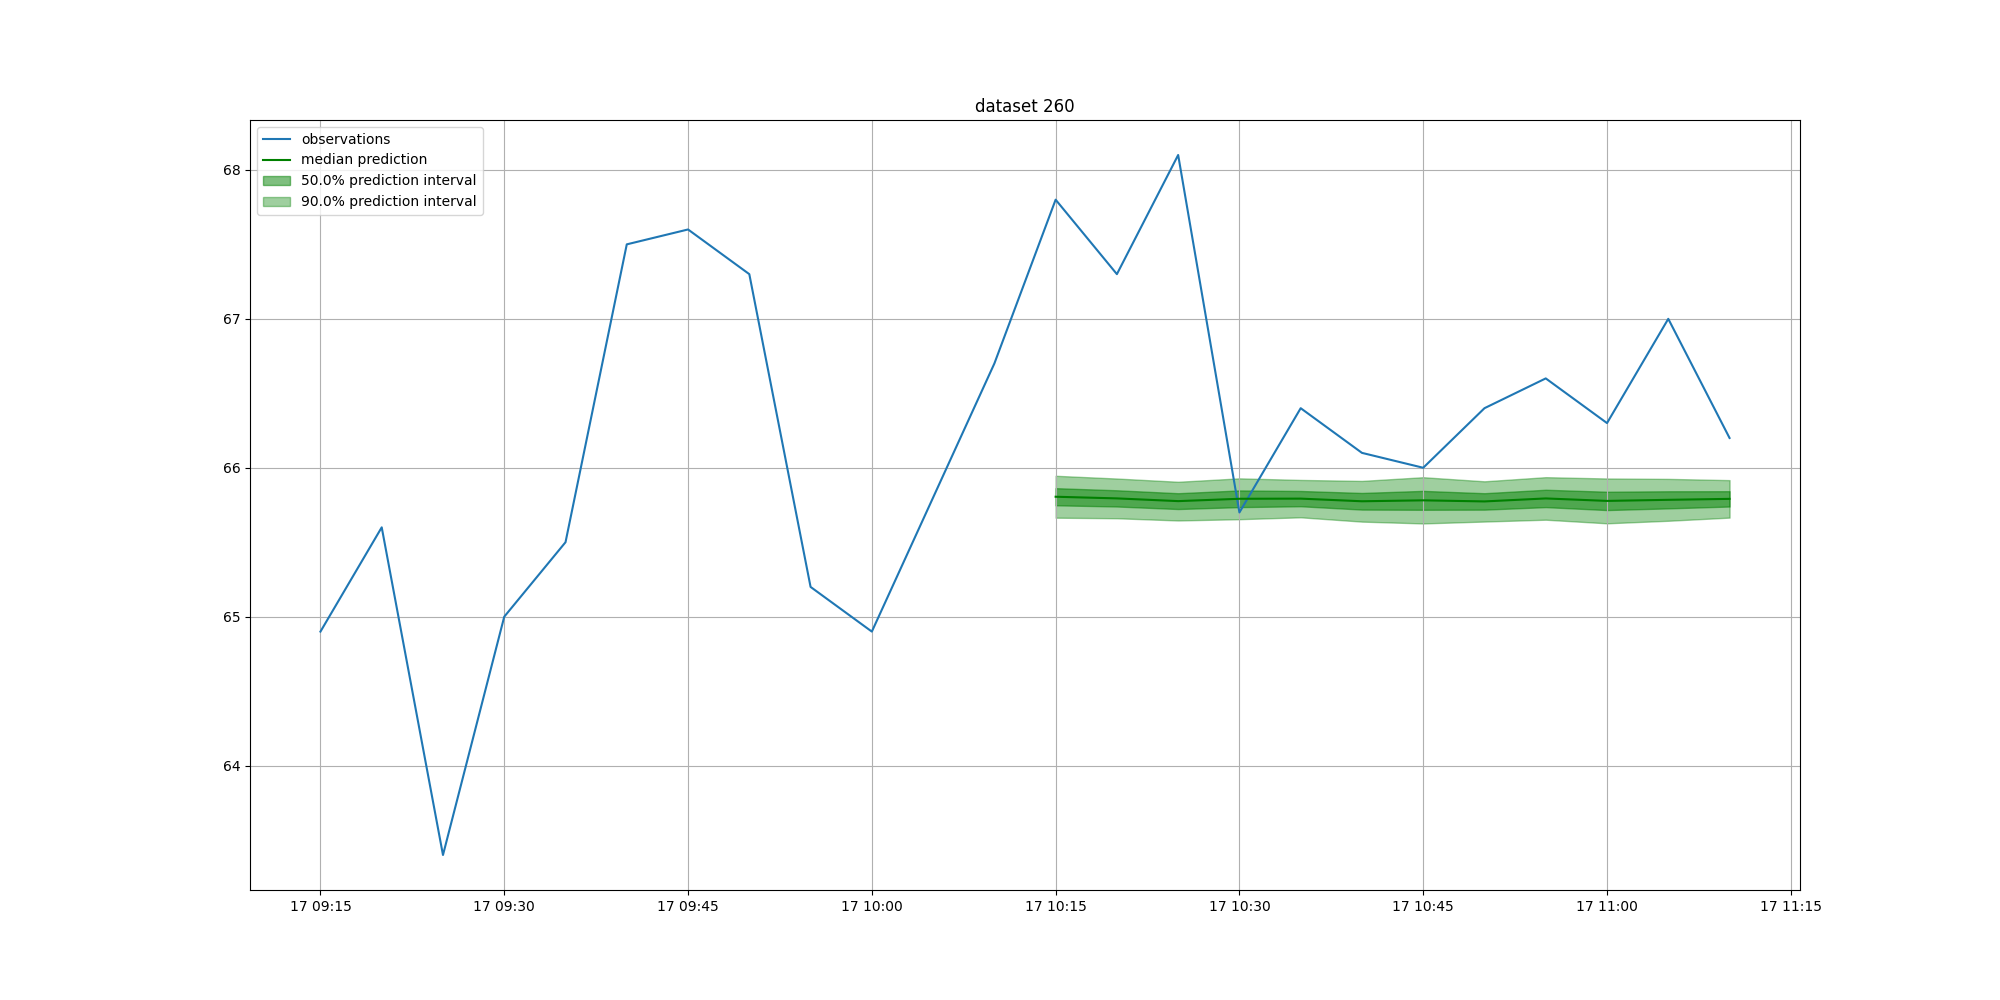 dataset 260
observations
median prediction
50.0% prediction interval
90.0% prediction interval
68
67
66
65
64
17 09:15 17 09:30 17 09:45 17 10:00 17 10:15 17 10:30 17 10:45 17 11:00 17 11:15